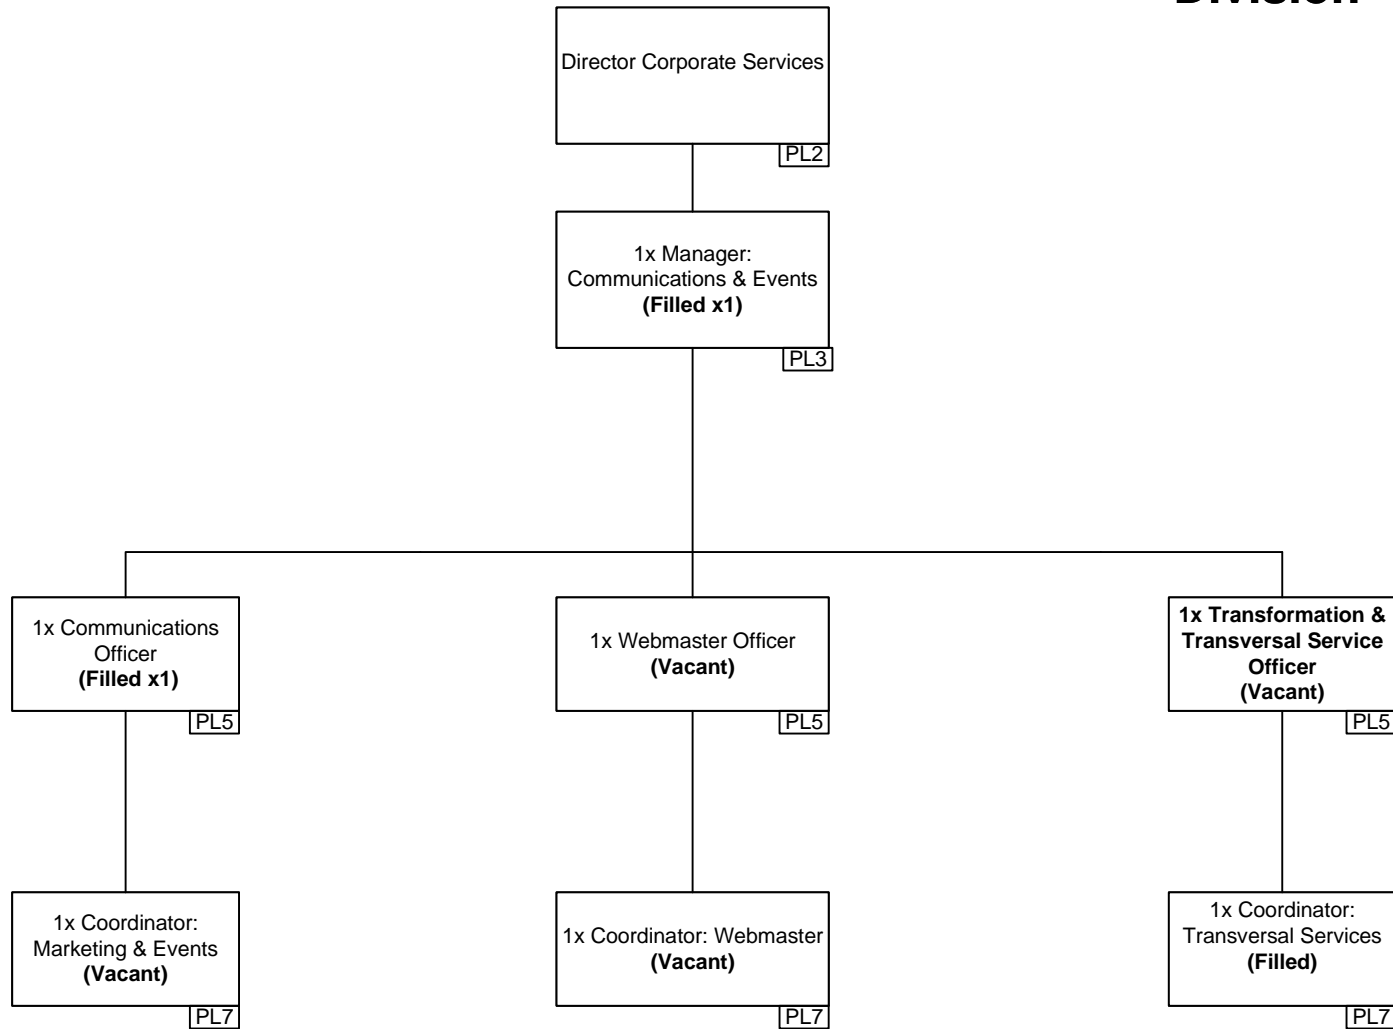 Division
Director Corporate Services
PL2
1x Manager:
Communications & Events
(Filled x1)
PL3
1x Communications
Officer
(Filled x1)
PL5
1x Webmaster Officer
(Vacant)
PL5
1x Transformation &
Transversal Service
Officer
(Vacant)
PL5
1x Coordinator:
Marketing & Events
(Vacant)
PL7
1x Coordinator: Webmaster
(Vacant)
PL7
1x Coordinator:
Transversal Services
(Filled)
PL7